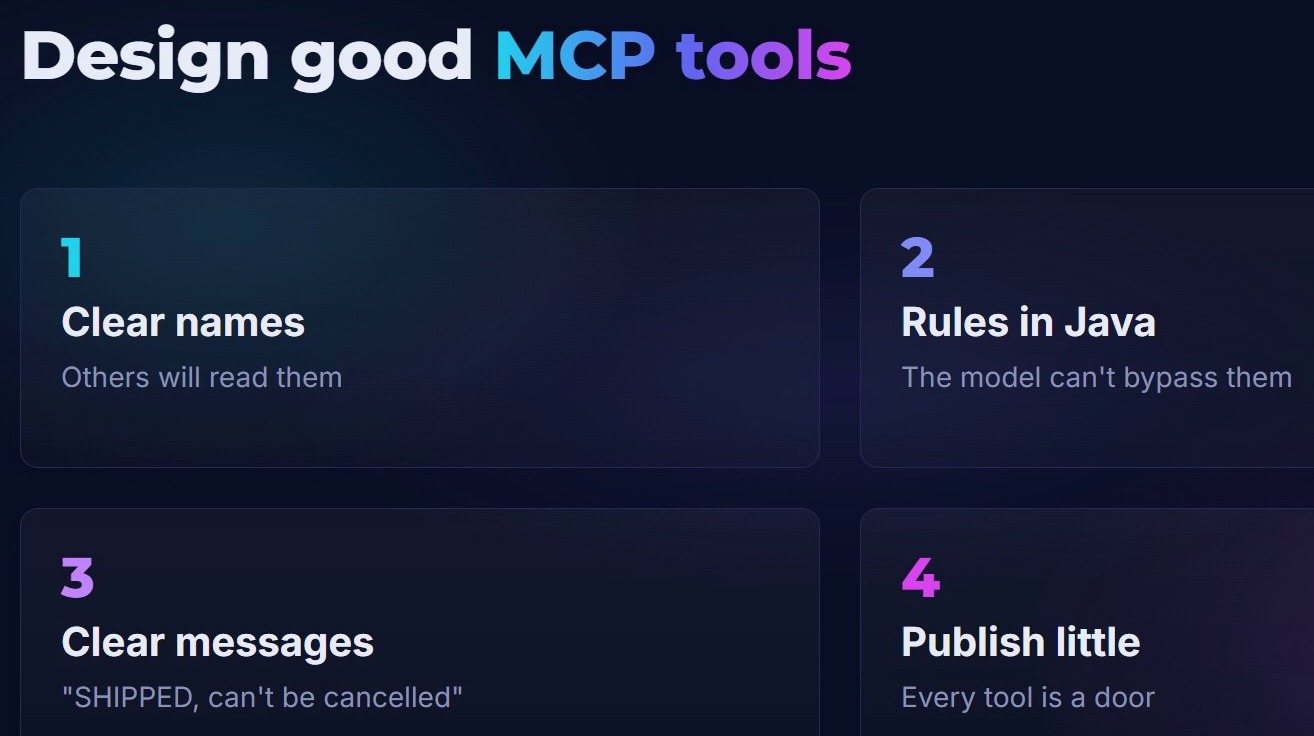 Design good MCP tools
1
Clear names
Others will read them
2
Rules in Java
The model can't bypass them
3
Clear messages
"SHIPPED, can't be cancelled"
4
Publish little
Every tool is a door